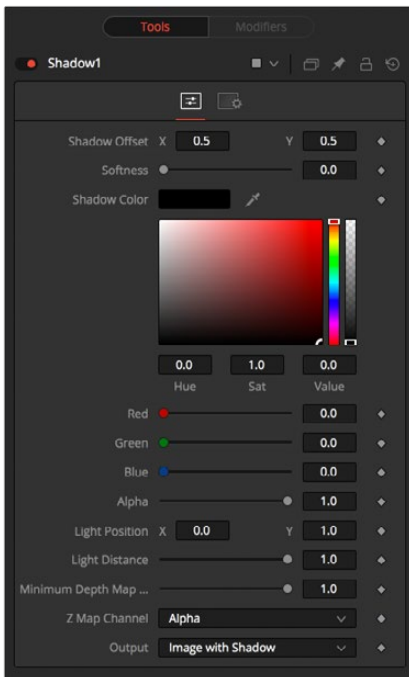 Tools Modifiers
Shadow1
Shadow Offset X 0.5 Y 0.5
Softness 0.0
Shadow Color
0.0 1.0 0.0
Hue Sat Value
Red 0.0
Green 0.0
Blue 0.0
Alpha 1.0
Light Position X 0.0 Y 1.0
Light Distance 1.0
Minimum Depth Map ... 1.0
Z Map Channel Alpha
Output Image with Shadow